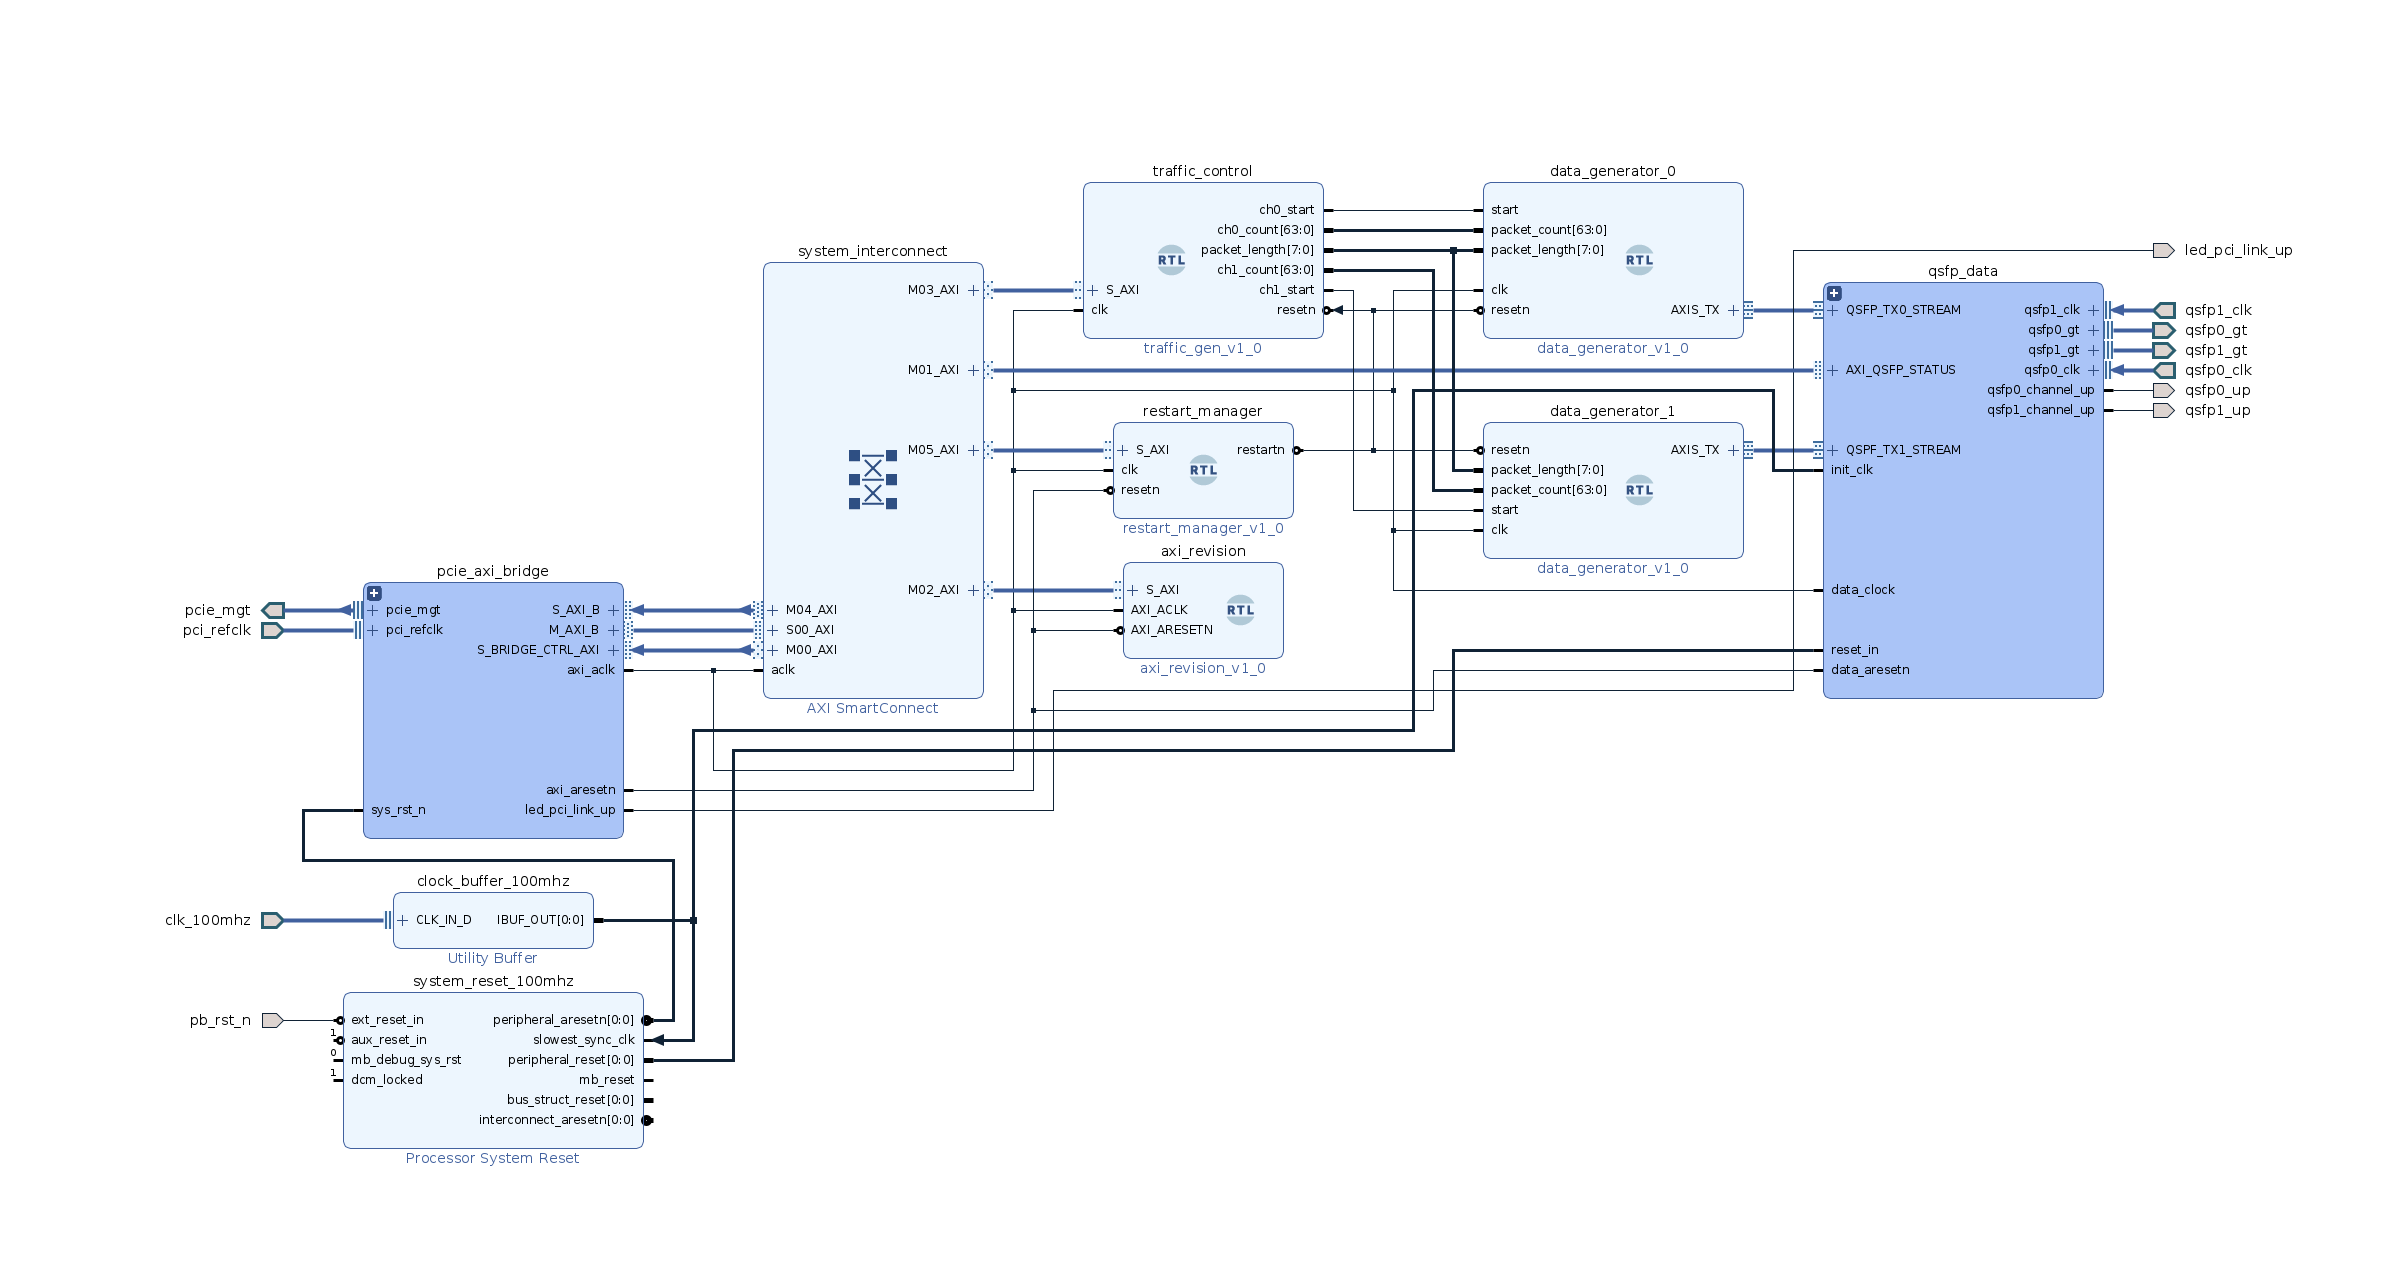 traffic_control
ch0_start
ch0_count[63:0]
packet_length[7:0]
ch1_count[63:0]
S_AXI
ch1_start
clk
resetn
RTL
traffic_gen_v1_0
data_generator_0
start
packet_count[63:0]
packet_length[7:0]
clk
resetn
AXIS_TX
RTL
data_generator_v1_0
led_pci_link_up
system_interconnect
M03_AXI
M01_AXI
M05_AXI
M02_AXI
M04_AXI
S00_AXI
M00_AXI
aclk
AXI SmartConnect
qsfp_data
QSFP_TX0_STREAM
AXI_QSFP_STATUS
QSPF_TX1_STREAM
init_clk
data_clock
reset_in
data_aresetn
qsfp1_clk
qsfp0_gt
qsfp1_gt
qsfp0_clk
qsfp0_channel_up
qsfp1_channel_up
qsfp1_clk
qsfp0_gt
qsfp1_gt
qsfp0_clk
qsfp0_up
qsfp1_up
restart_manager
S_AXI
restartn
clk
resetn
RTL
restart_manager_v1_0
data_generator_1
resetn
AXIS_TX
packet_length[7:0]
packet_count[63:0]
start
clk
RTL
data_generator_v1_0
axi_revision
S_AXI
AXI_ACLK
AXI_ARESETN
RTL
axi_revision_v1_0
pcie_axi_bridge
pcie_mgt
pci_refclk
pcie_mgt
pci_refclk
S_AXI_B
M_AXI_B
S_BRIDGE_CTRL_AXI
axi_aclk
axi_aresetn
sys_rst_n
led_pci_link_up
clock_buffer_100mhz
clk_100mhz
CLK_IN_D
IBUF_OUT[0:0]
Utility Buffer
system_reset_100mhz
pb_rst_n
ext_reset_in
1
aux_reset_in
0
mb_debug_sys_rst
1
dcm_locked
peripheral_aresetn[0:0]
slowest_sync_clk
peripheral_reset[0:0]
mb_reset
bus_struct_reset[0:0]
interconnect_aresetn[0:0]
Processor System Reset